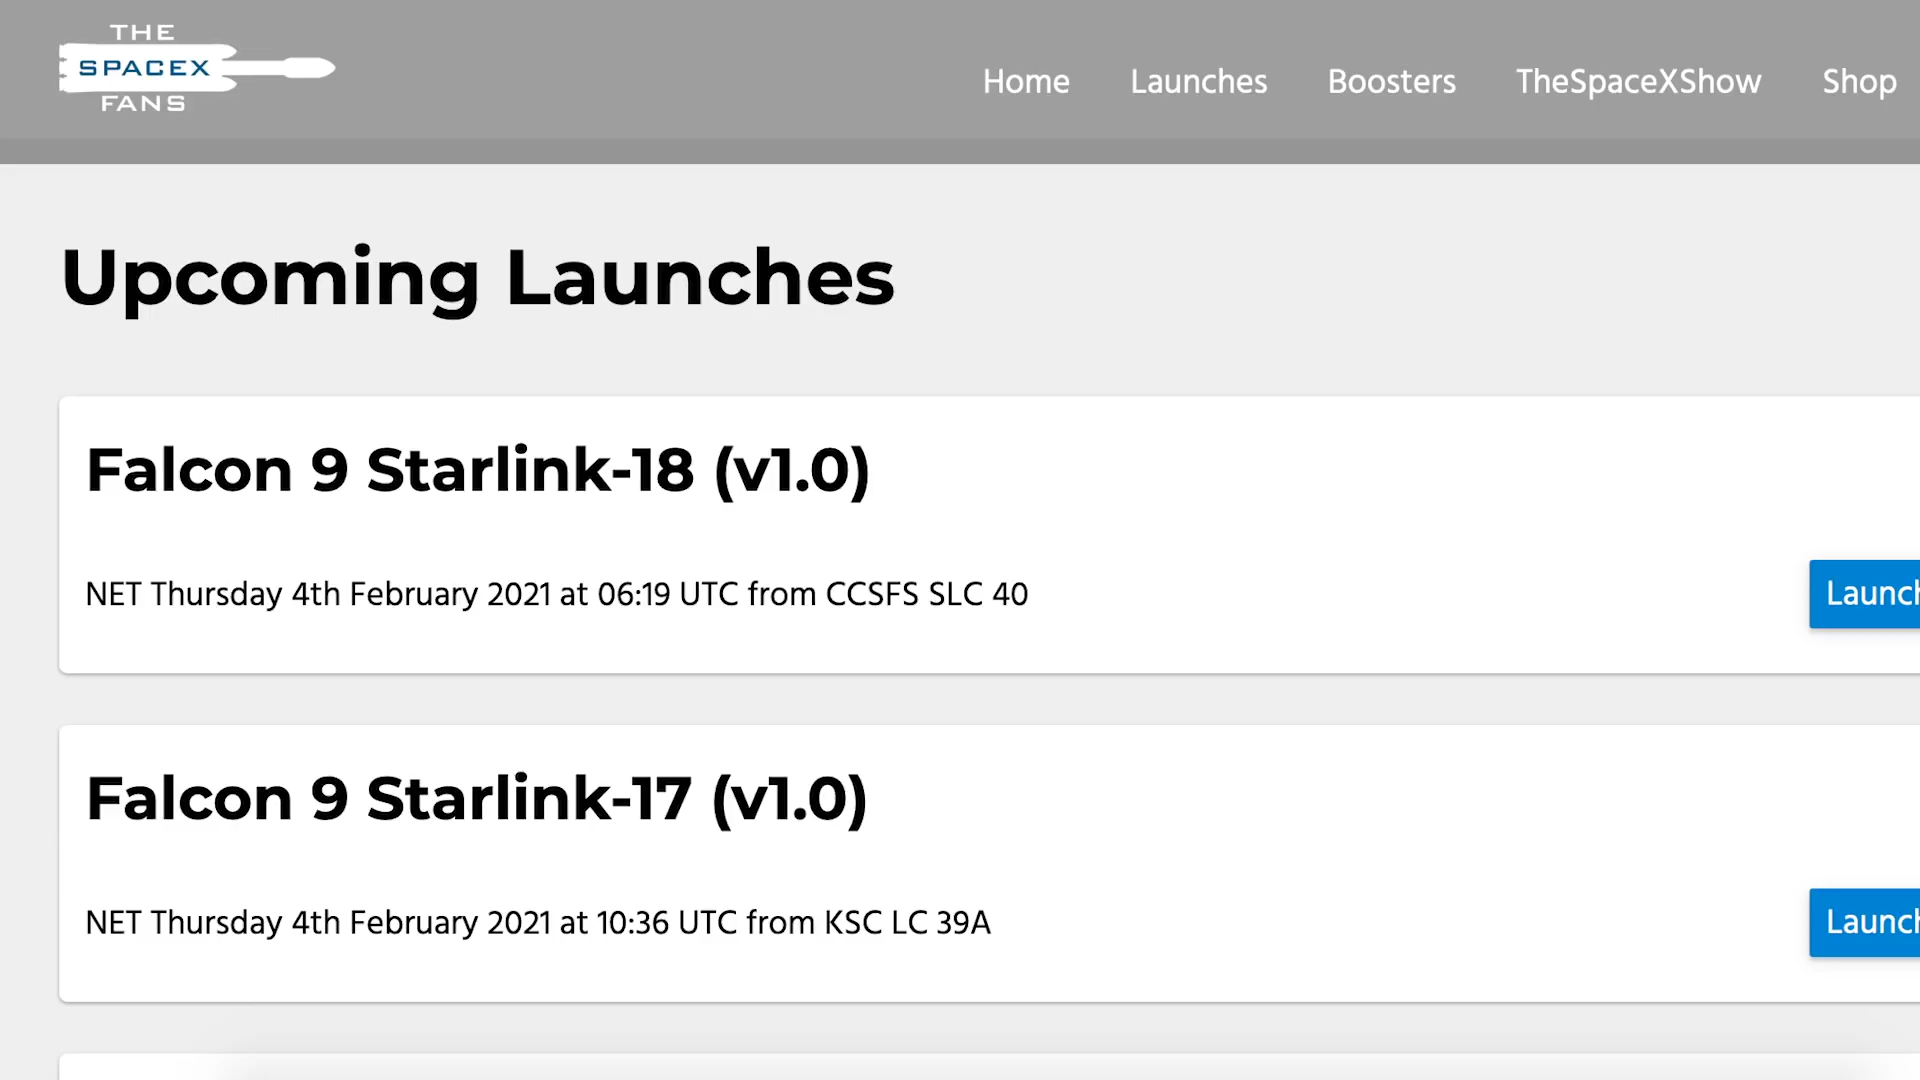 THE
SPACEX
FANS
Home Launches Boosters TheSpaceXShow Shop
Upcoming Launches
Falcon 9 Starlink-18 (v1.0)
NET Thursday 4th February 2021 at 06:19 UTC from CCSFS SLC 40
Launch
Falcon 9 Starlink-17 (v1.0)
NET Thursday 4th February 2021 at 10:36 UTC from KSC LC 39A
Launch